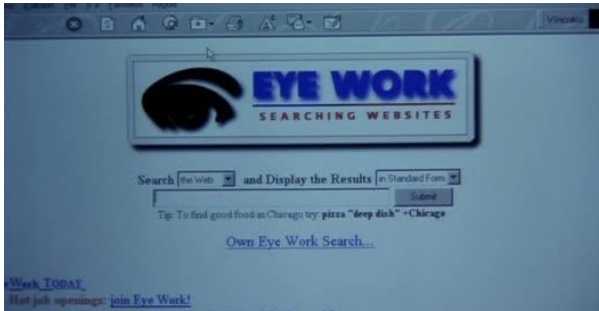 EYE WORK
SEARCHING WEBSITES
Search the Web and Display the Results in Standard Form
Submit
Tip: To find good food in Chicago try: pizza "deep dish" +Chicago
Own Eye Work Search...
Work TODAY
Hot job openings: join Eye Work!